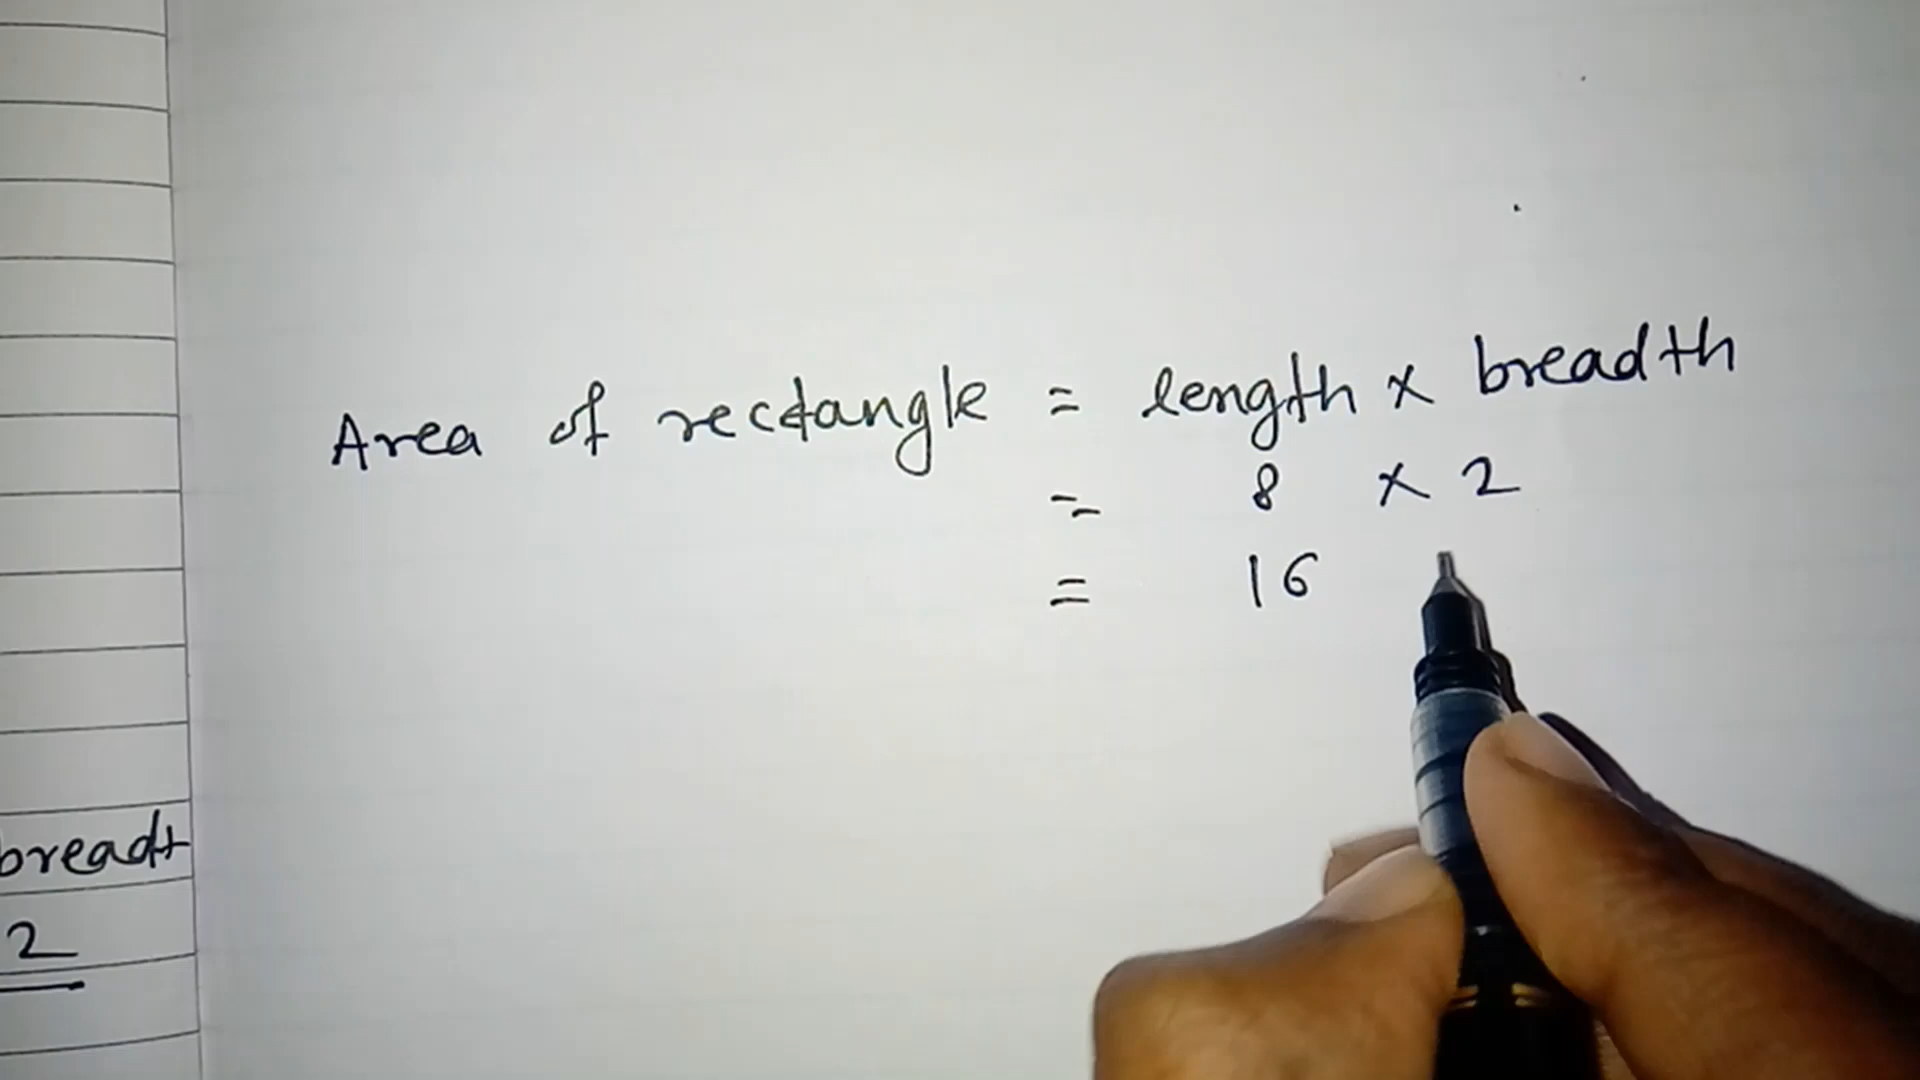 Area of rectangle = length × breadth
= 8 × 2
= 16
breadt
2